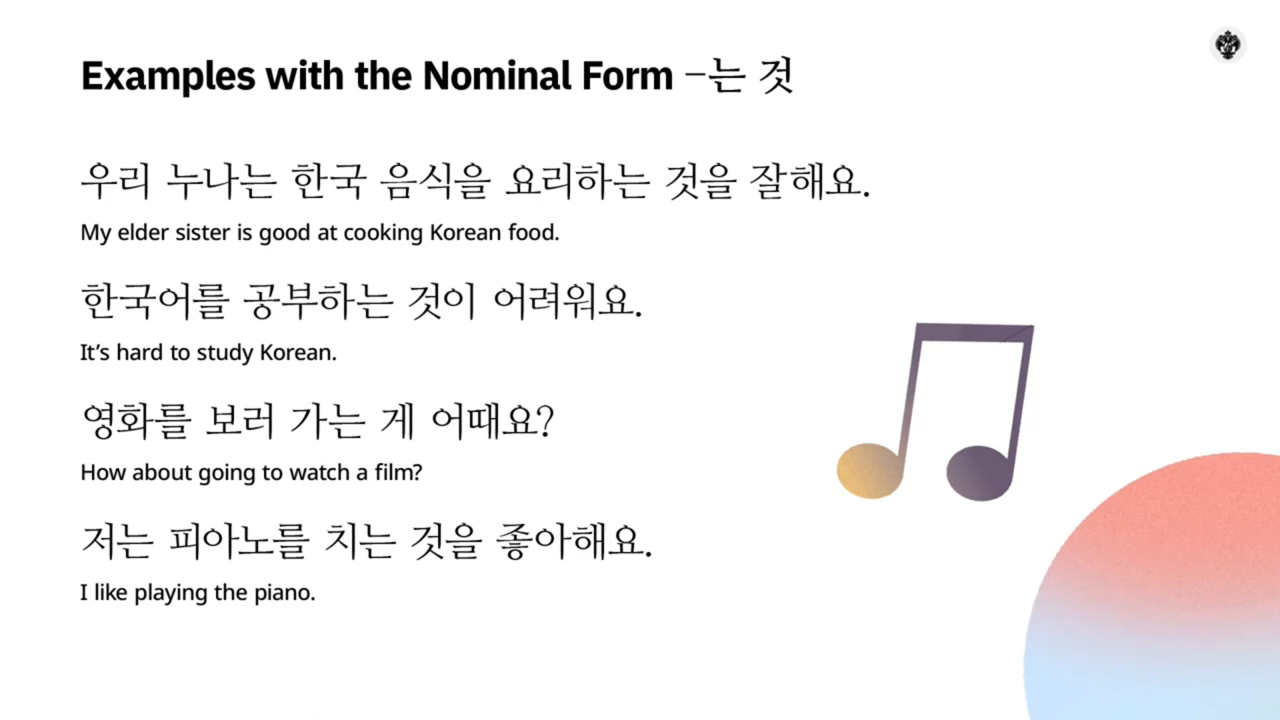 Examples with the Nominal Form –는 것
우리 누나는 한국 음식을 요리하는 것을 잘해요.
My elder sister is good at cooking Korean food.
한국어를 공부하는 것이 어려워요.
It's hard to study Korean.
영화를 보러 가는 게 어때요?
How about going to watch a film?
저는 피아노를 치는 것을 좋아해요.
I like playing the piano.